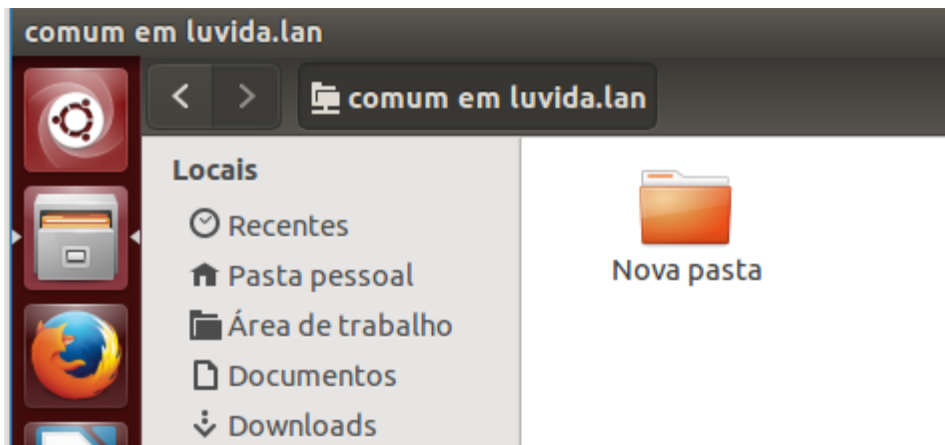 comum em luvida.lan
comum em luvida.lan
Locais
Recentes
Pasta pessoal
Área de trabalho
Documentos
Downloads
Nova pasta